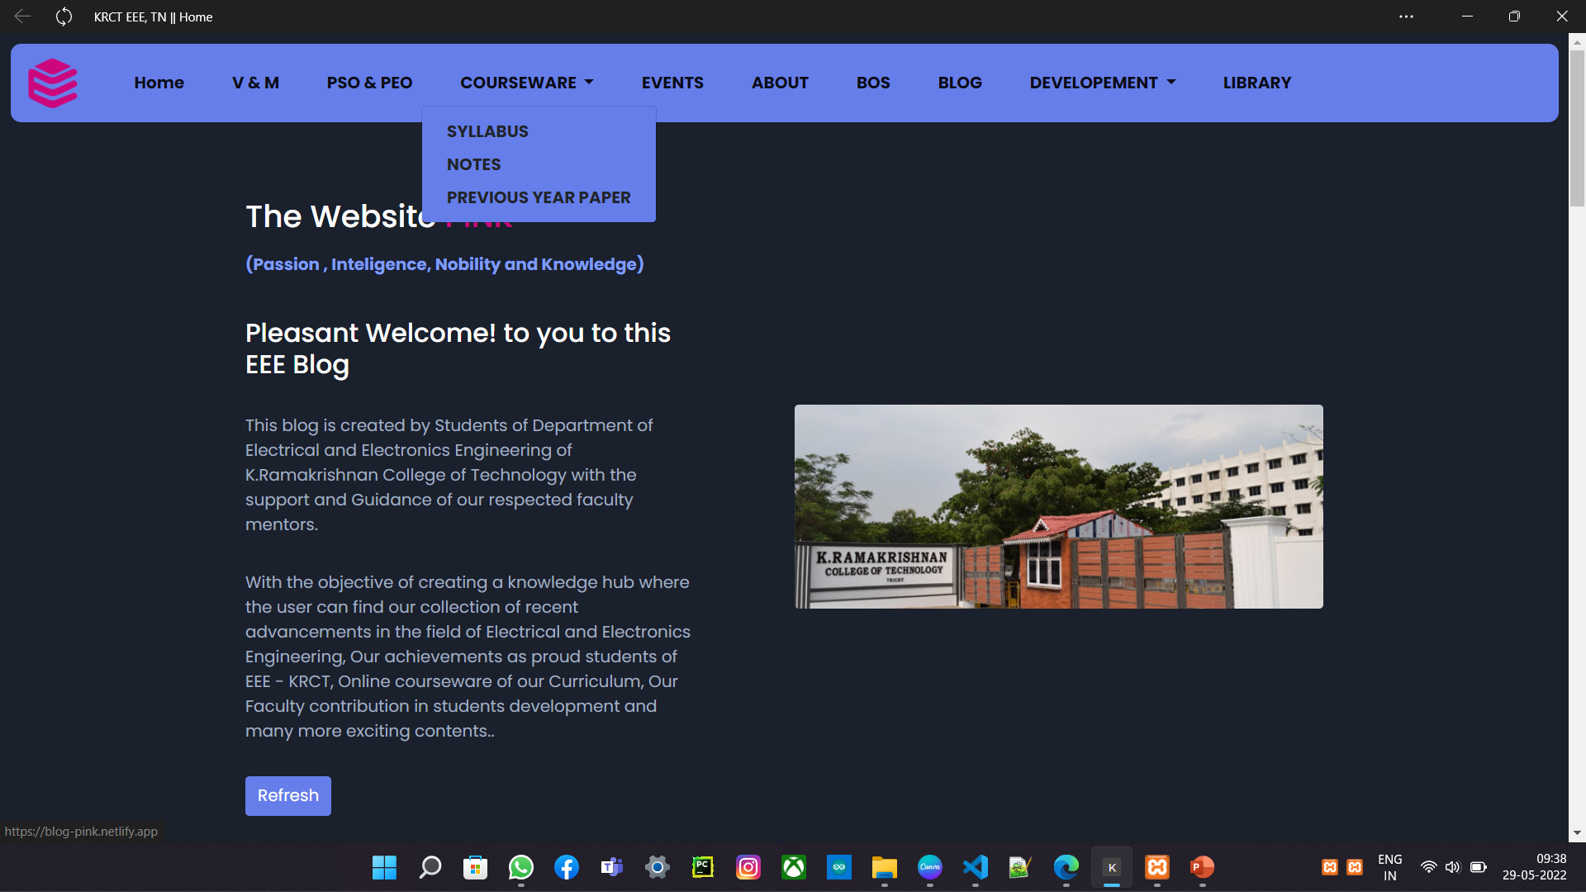 KRCT EEE, TN || Home
Home V & M PSO & PEO COURSEWARE EVENTS ABOUT BOS BLOG DEVELOPEMENT LIBRARY
SYLLABUS
NOTES
PREVIOUS YEAR PAPER
The Website PINK
(Passion , Inteligence, Nobility and Knowledge)
Pleasant Welcome! to you to this
EEE Blog
This blog is created by Students of Department of
Electrical and Electronics Engineering of
K.Ramakrishnan College of Technology with the
support and Guidance of our respected faculty
mentors.
With the objective of creating a knowledge hub where
the user can find our collection of recent
advancements in the field of Electrical and Electronics
Engineering, Our achievements as proud students of
EEE - KRCT, Online courseware of our Curriculum, Our
Faculty contribution in students development and
many more exciting contents..
K.RAMAKRISHNAN
COLLEGE OF TECHNOLOGY
TRICHY
Refresh
https://blog-pink.netlify.app
PC
Canva
K
P
ENG
IN
09:38
29-05-2022